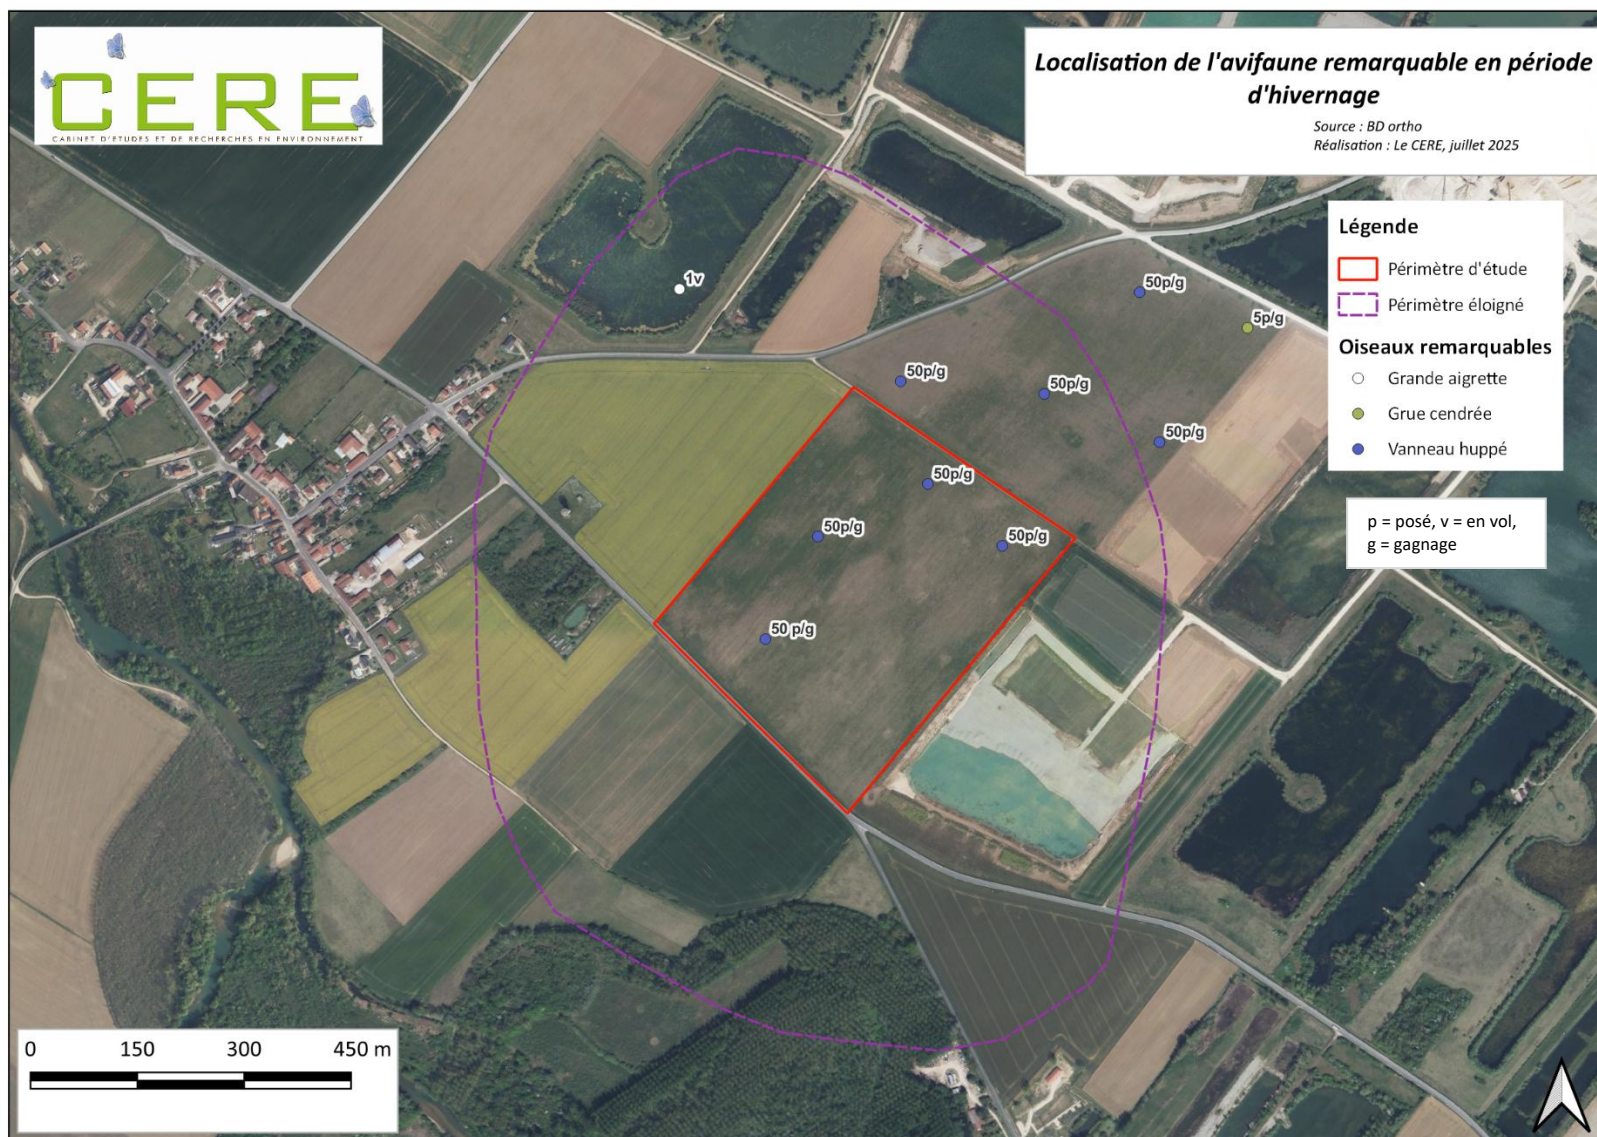 CERE
CABINET D'ETUDES ET DE RECHERCHES EN ENVIRONNEMENT
Localisation de l'avifaune remarquable en période
d'hivernage
Source : BD ortho
Réalisation : Le CERE, juillet 2025
Légende
Périmètre d'étude
Périmètre éloigné
Oiseaux remarquables
Grande aigrette
Grue cendrée
Vanneau huppé
p = posé, v = en vol,
g = gagnage
1v
50p/g
5p/g
50p/g
50p/g
50p/g
50p/g
50p/g
50p/g
50 p/g
0 150 300 450 m